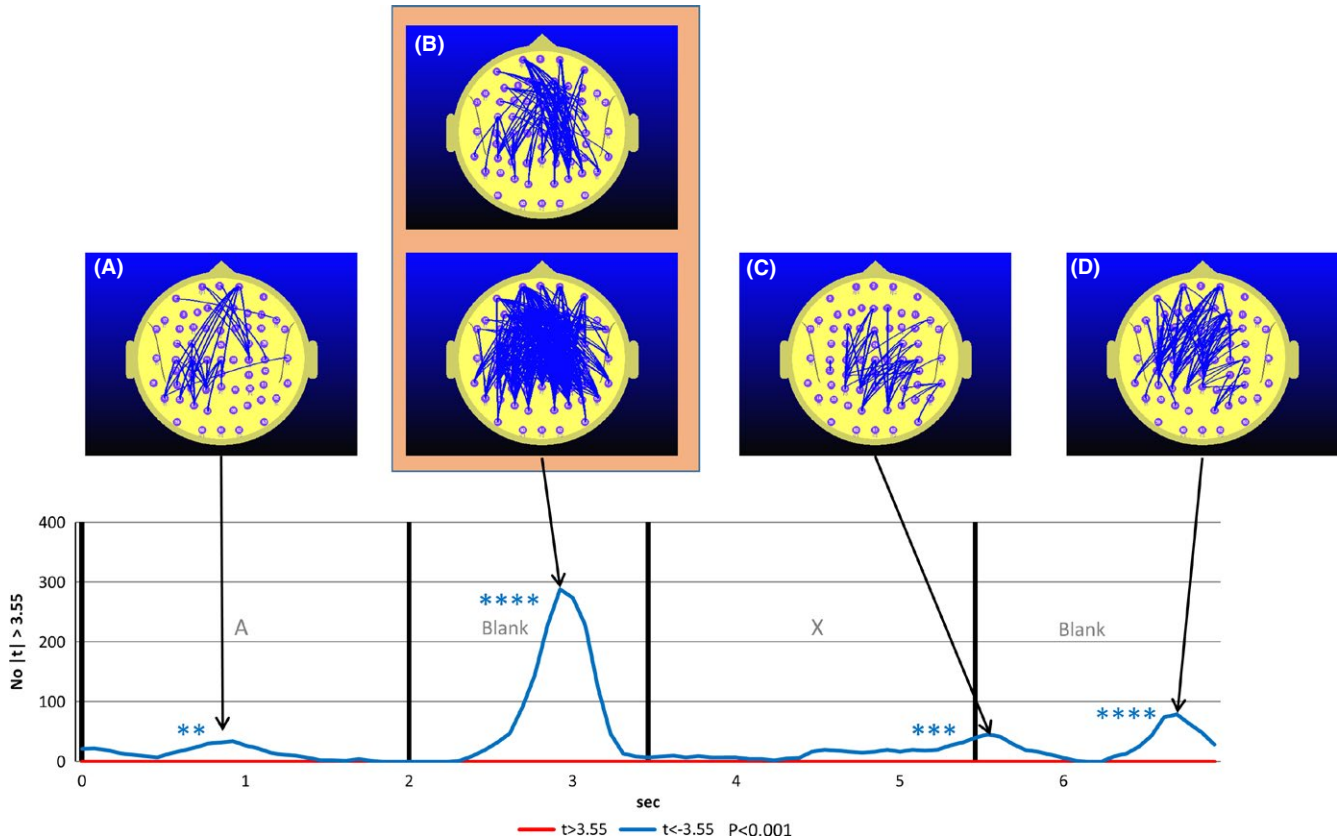 (B)
(A)
(C)
(D)
400
300
200
100
0
No |t| > 3.55
**
A
****
Blank
X
***
Blank
****
0 1 2 3 4 5 6
sec
t>3.55 t<-3.55 P<0.001